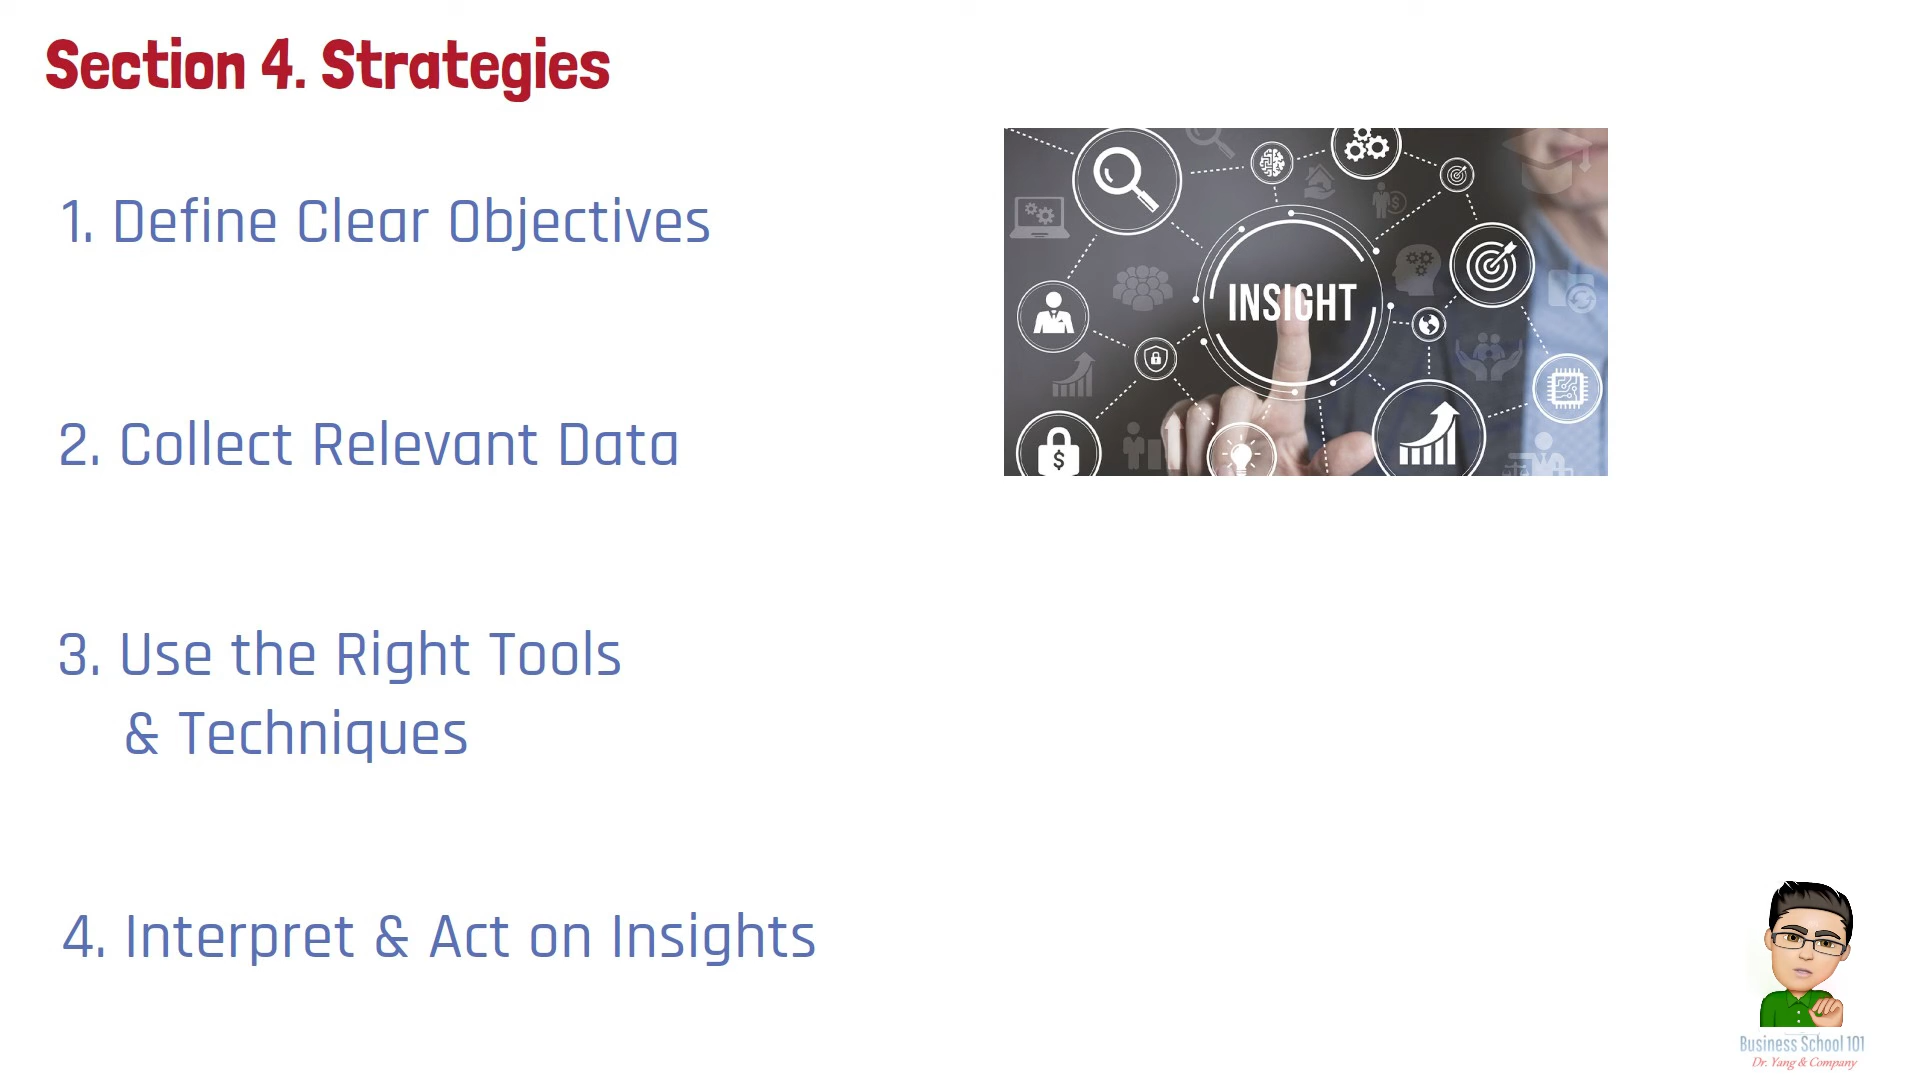 Section 4. Strategies
1. Define Clear Objectives
INSIGHT
$
2. Collect Relevant Data
3. Use the Right Tools
& Techniques
4. Interpret & Act on Insights
Business School 101
Dr. Yang & Company